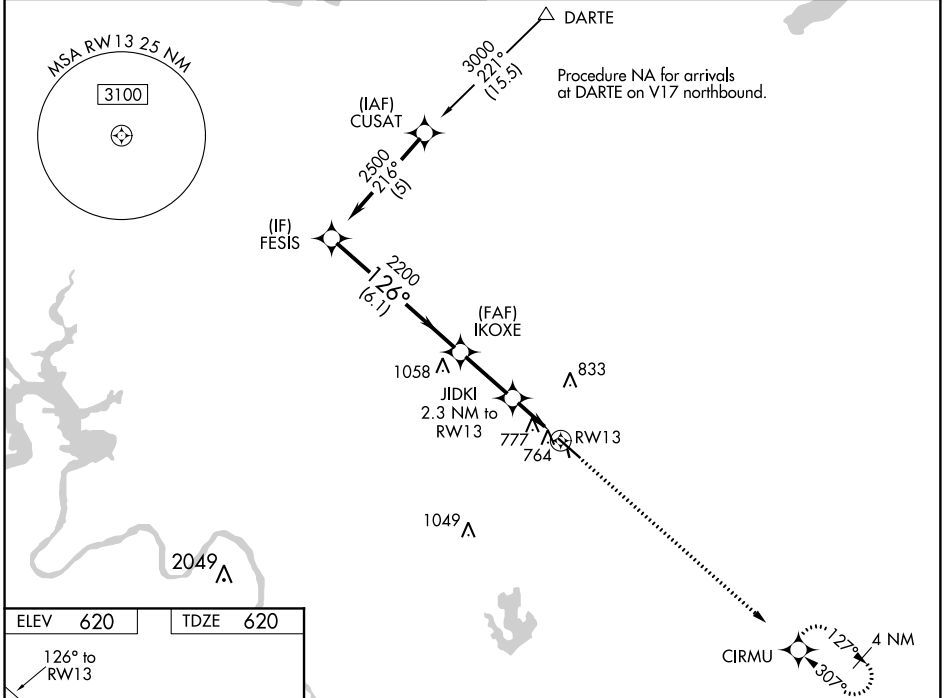 MSA RW13 25 NM
3100
DARTE
3000
221°
(15.5)
Procedure NA for arrivals
at DARTE on V17 northbound.
(IAF)
CUSAT
2500
216°
(5)
(IF)
FESIS
2200
126°
(6.1)
(FAF)
IKOXE
1058
833
JIDKI
2.3 NM to
RW13
777
764
RW13
1049
2049
ELEV 620
TDZE 620
126° to
RW13
CIRMU
127°
4 NM
307°